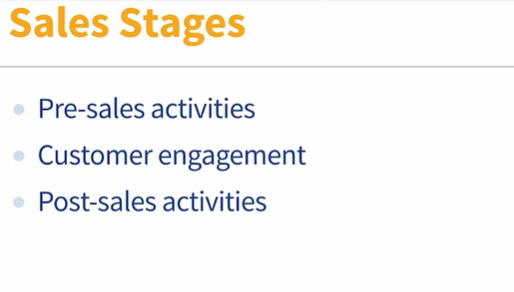 Sales Stages
Pre-sales activities
Customer engagement
Post-sales activities